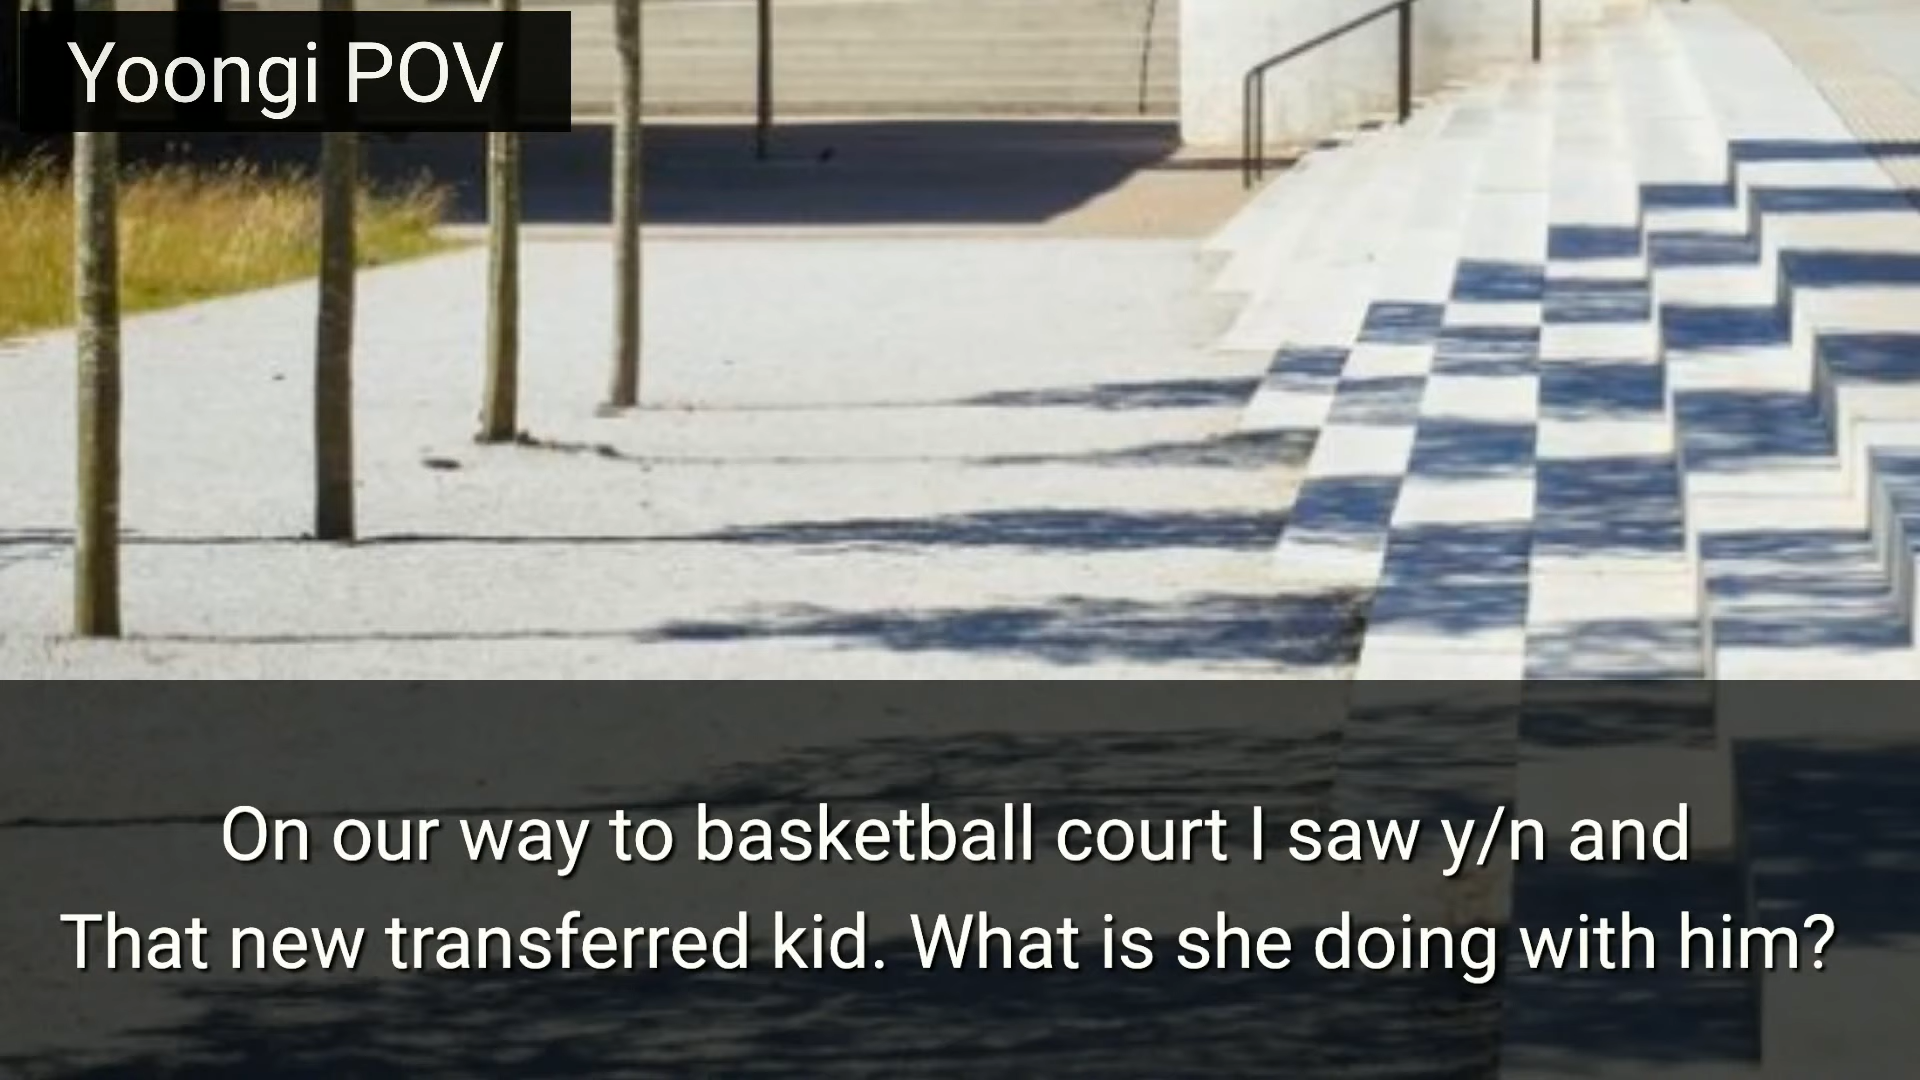 Yoongi POV
On our way to basketball court I saw y/n and
That new transferred kid. What is she doing with him?